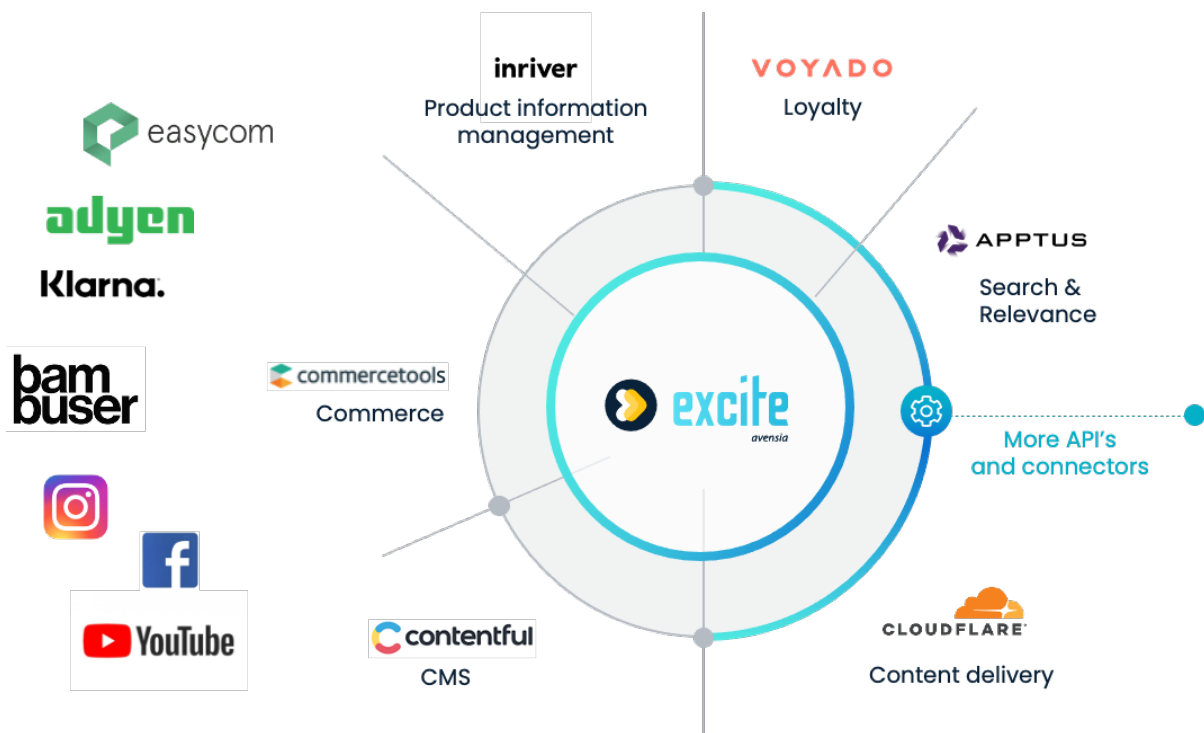 inriver
Product information
management
VOYADO
Loyalty
easycom
adyen
Klarna.
APPTUS
Search &
Relevance
bam
buser
commercetools
Commerce
excite
avensia
More API's
and connectors
f
YouTube
contentful
CMS
CLOUDFLARE
Content delivery